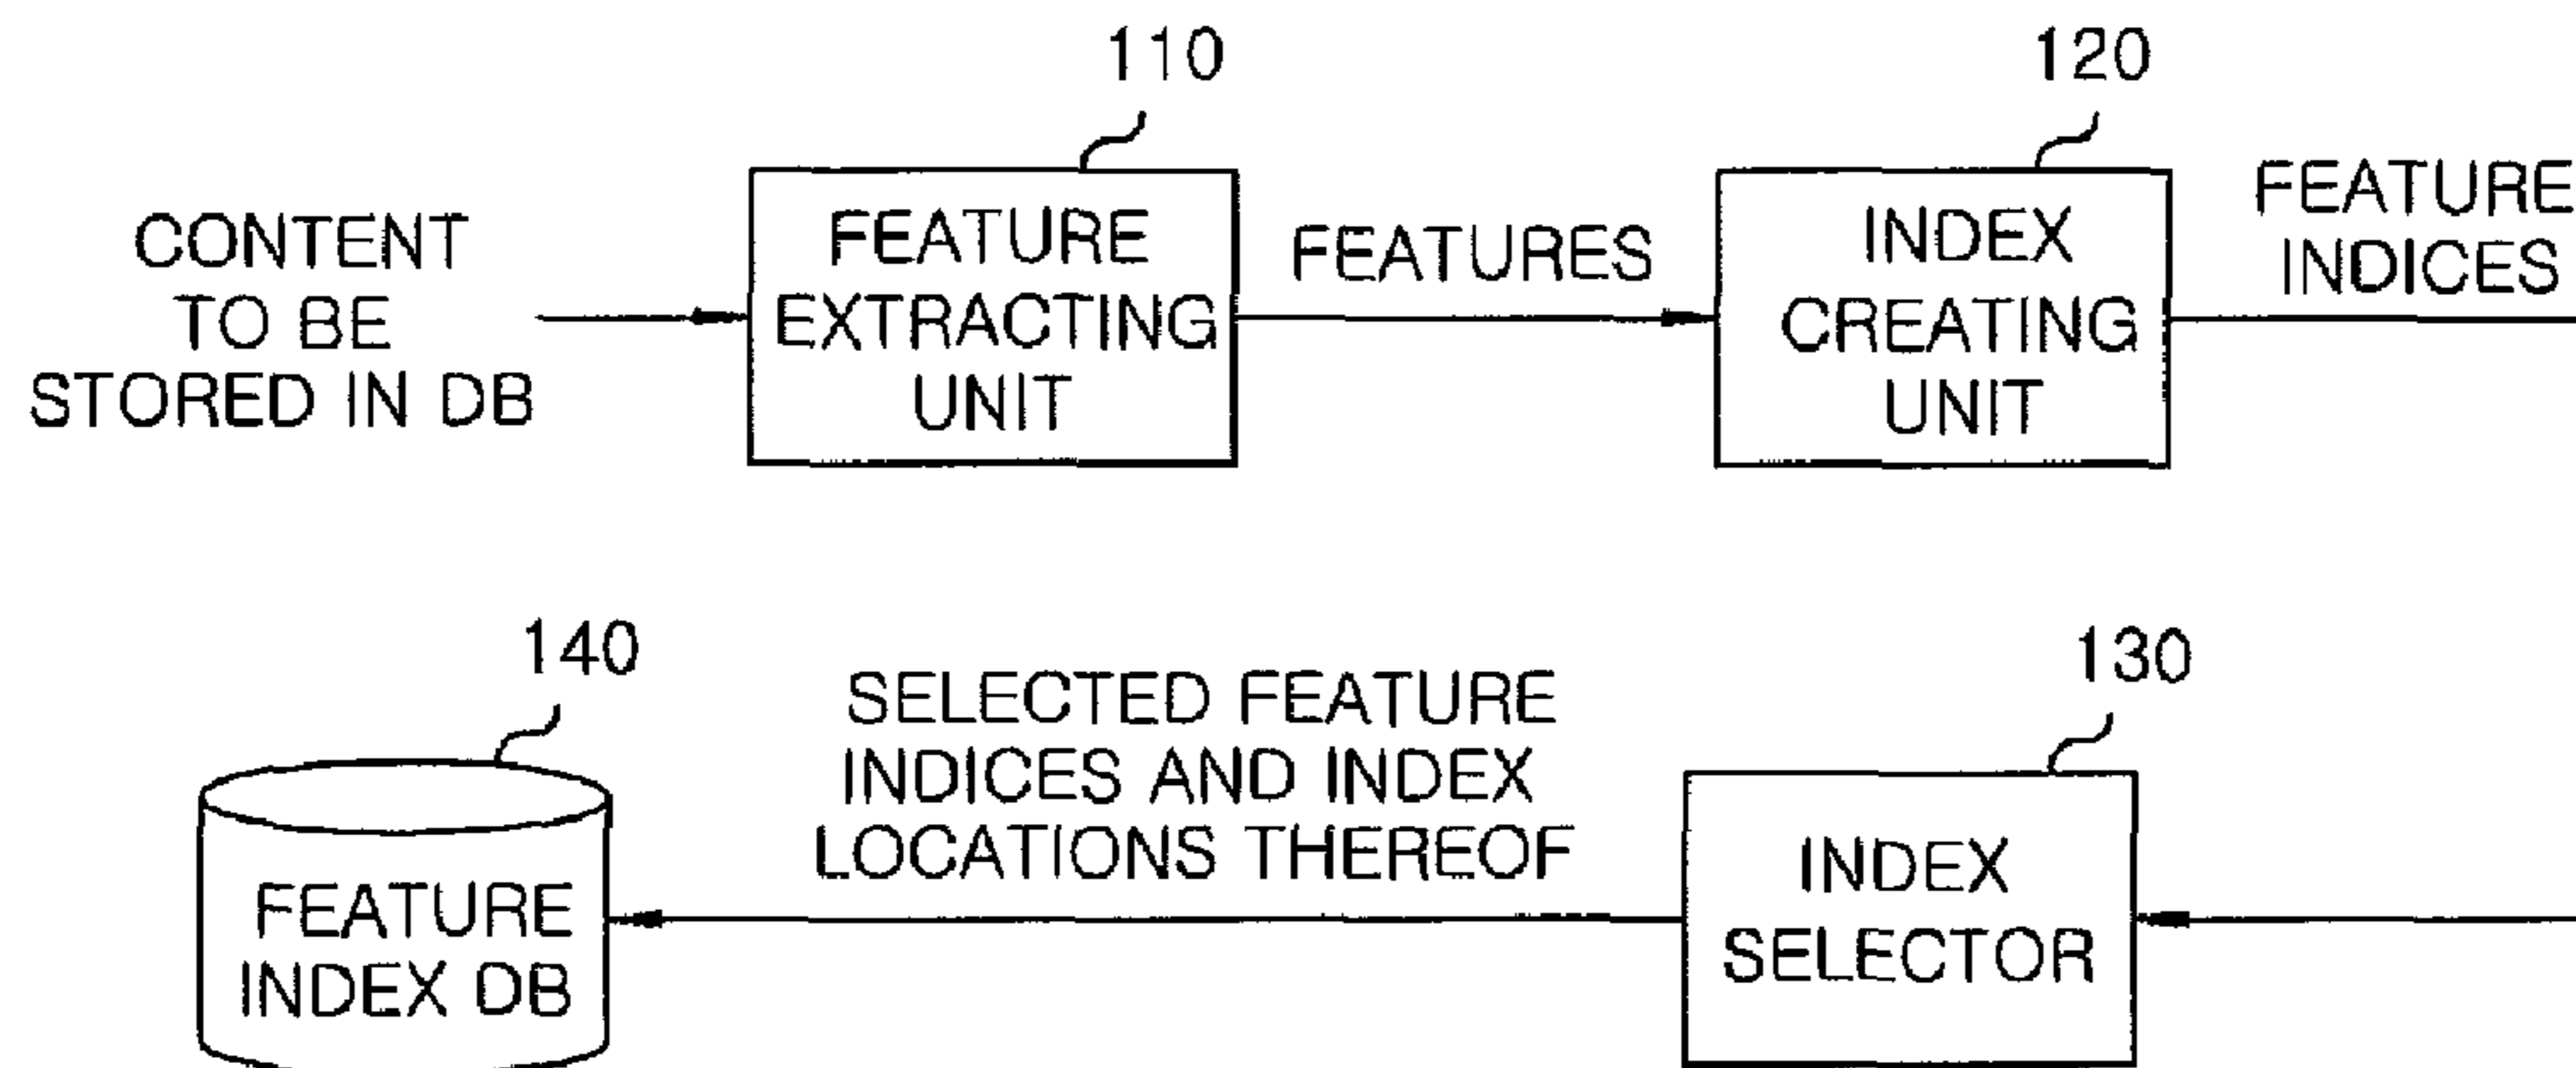 110
120
CONTENT
TO BE
STORED IN DB
FEATURE
EXTRACTING
UNIT
FEATURES
INDEX
CREATING
UNIT
FEATURE
INDICES
140
130
SELECTED FEATURE
INDICES AND INDEX
LOCATIONS THEREOF
FEATURE
INDEX DB
INDEX
SELECTOR